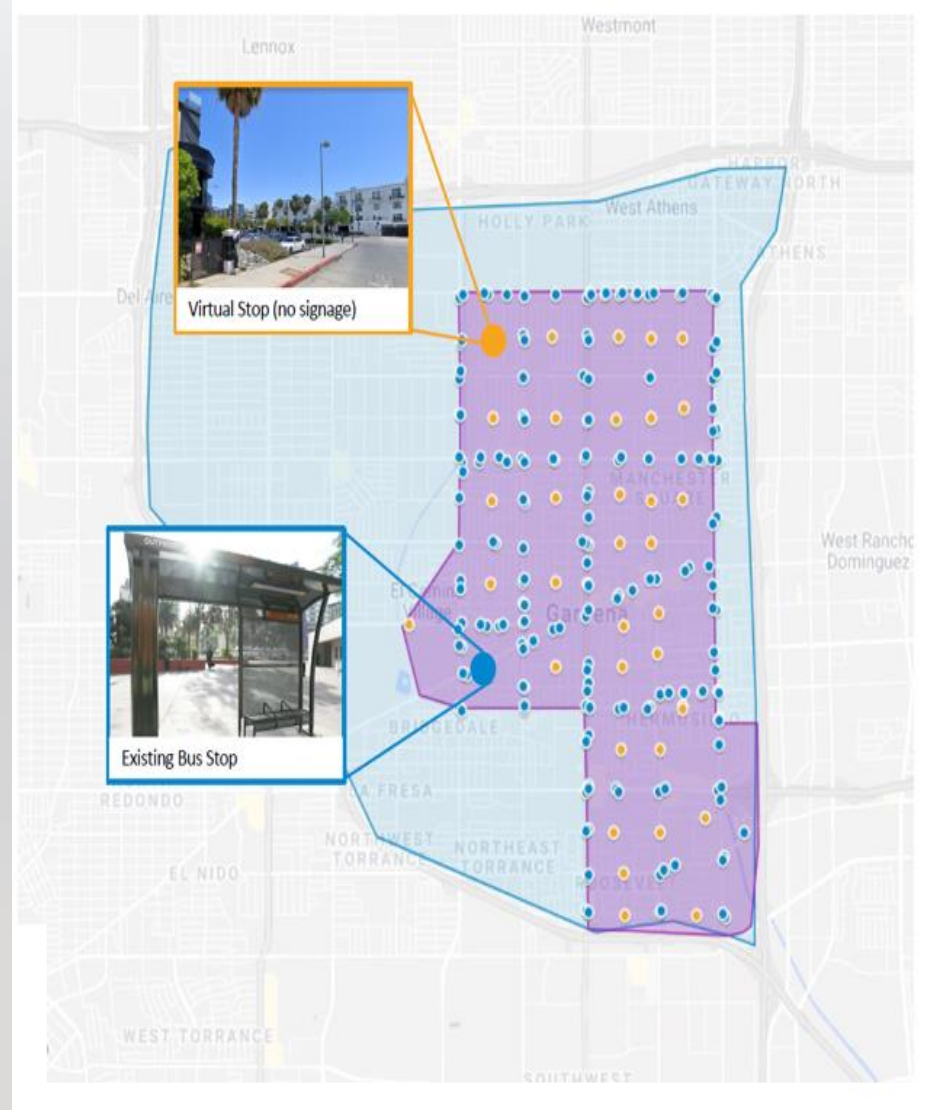 Westmont
Lennox
HARBOR
GATEWAY NORTH
West Athens
HOLLY PARK
ATHENS
Del Aire
Virtual Stop (no signage)
MANCHESTER
SQUARE
West Rancho
Dominguez
Village
Gardena
Existing Bus Stop
BRIDGEDALE
HERMOSILLO
REDONDO
LA FRESA
NORTHWEST
TORRANCE
NORTHEAST
TORRANCE
EL NIDO
ROOSEVELT
WEST TORRANCE
SOUTHWEST